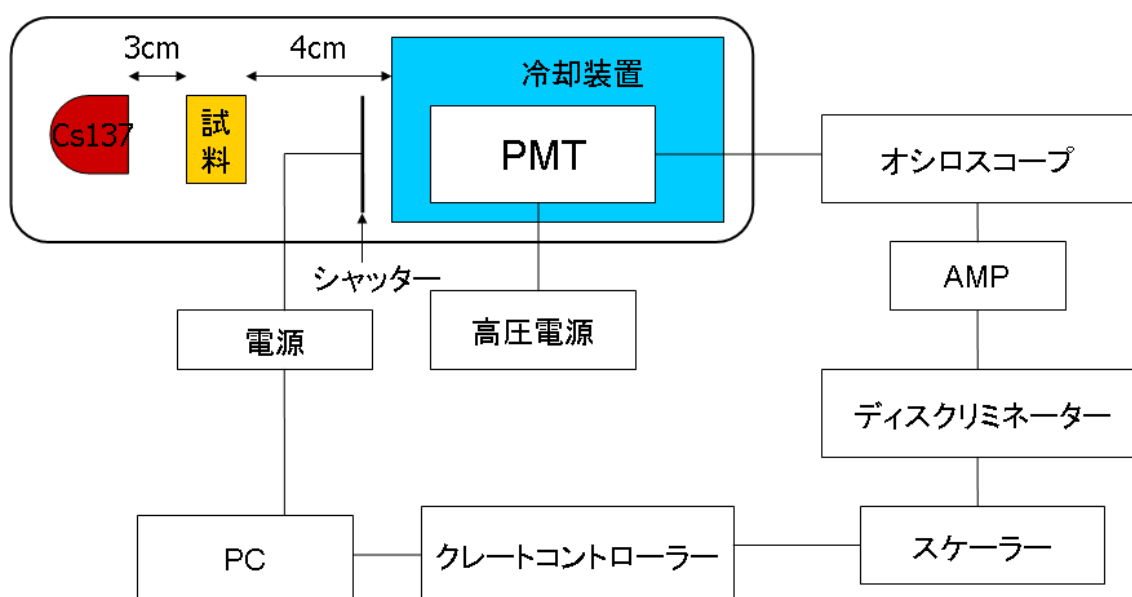 3cm
4cm
冷却装置
Cs137
試
料
PMT
オシロスコープ
シャッター
AMP
電源
高圧電源
ディスクリミネーター
PC
クレートコントローラー
スケーラー